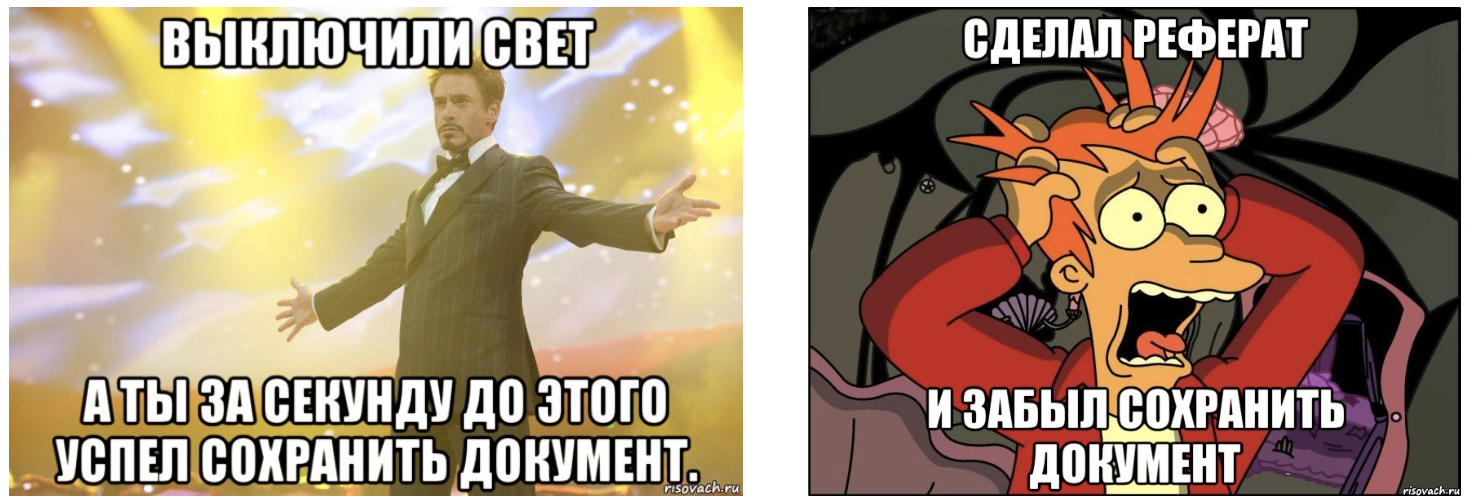 ВЫКЛЮЧИЛИ СВЕТ
А ТЫ ЗА СЕКУНДУ ДО ЭТОГО
УСПЕЛ СОХРАНИТЬ ДОКУМЕНТ.
risovach.ru
СДЕЛАЛ РЕФЕРАТ
И ЗАБЫЛ СОХРАНИТЬ
ДОКУМЕНТ
risovach.ru